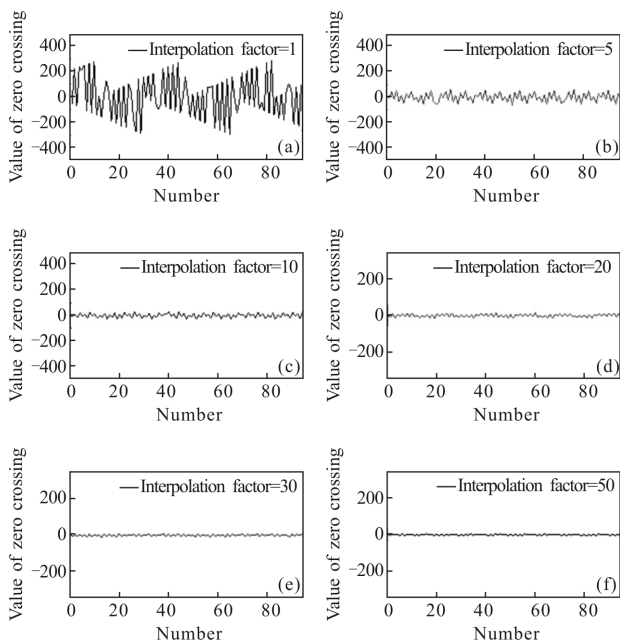 Interpolation factor=1
Value of zero crossing
400
200
0
−200
−400
0 20 40 60 80
Number
(a)
Interpolation factor=5
Value of zero crossing
400
200
0
−200
−400
0 20 40 60 80
Number
(b)
Interpolation factor=10
Value of zero crossing
400
200
0
−200
−400
0 20 40 60 80
Number
(c)
Interpolation factor=20
Value of zero crossing
200
0
−200
0 20 40 60 80
Number
(d)
Interpolation factor=30
Value of zero crossing
200
0
−200
0 20 40 60 80
Number
(e)
Interpolation factor=50
Value of zero crossing
200
0
−200
0 20 40 60 80
Number
(f)